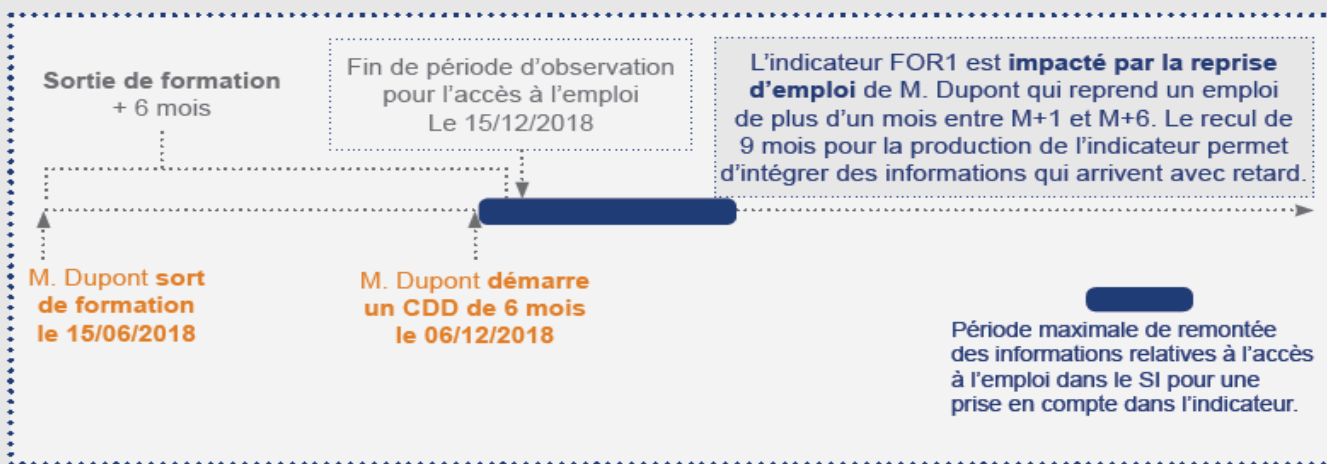 Sortie de formation
+ 6 mois
Fin de période d’observation
pour l’accès à l’emploi
Le 15/12/2018
L’indicateur FOR1 est impacté par la reprise
d’emploi de M. Dupont qui reprend un emploi
de plus d’un mois entre M+1 et M+6. Le recul de
9 mois pour la production de l’indicateur permet
d’intégrer des informations qui arrivent avec retard.
M. Dupont sort
de formation
le 15/06/2018
M. Dupont démarre
un CDD de 6 mois
le 06/12/2018
Période maximale de remontée
des informations relatives à l’accès
à l’emploi dans le SI pour une
prise en compte dans l’indicateur.